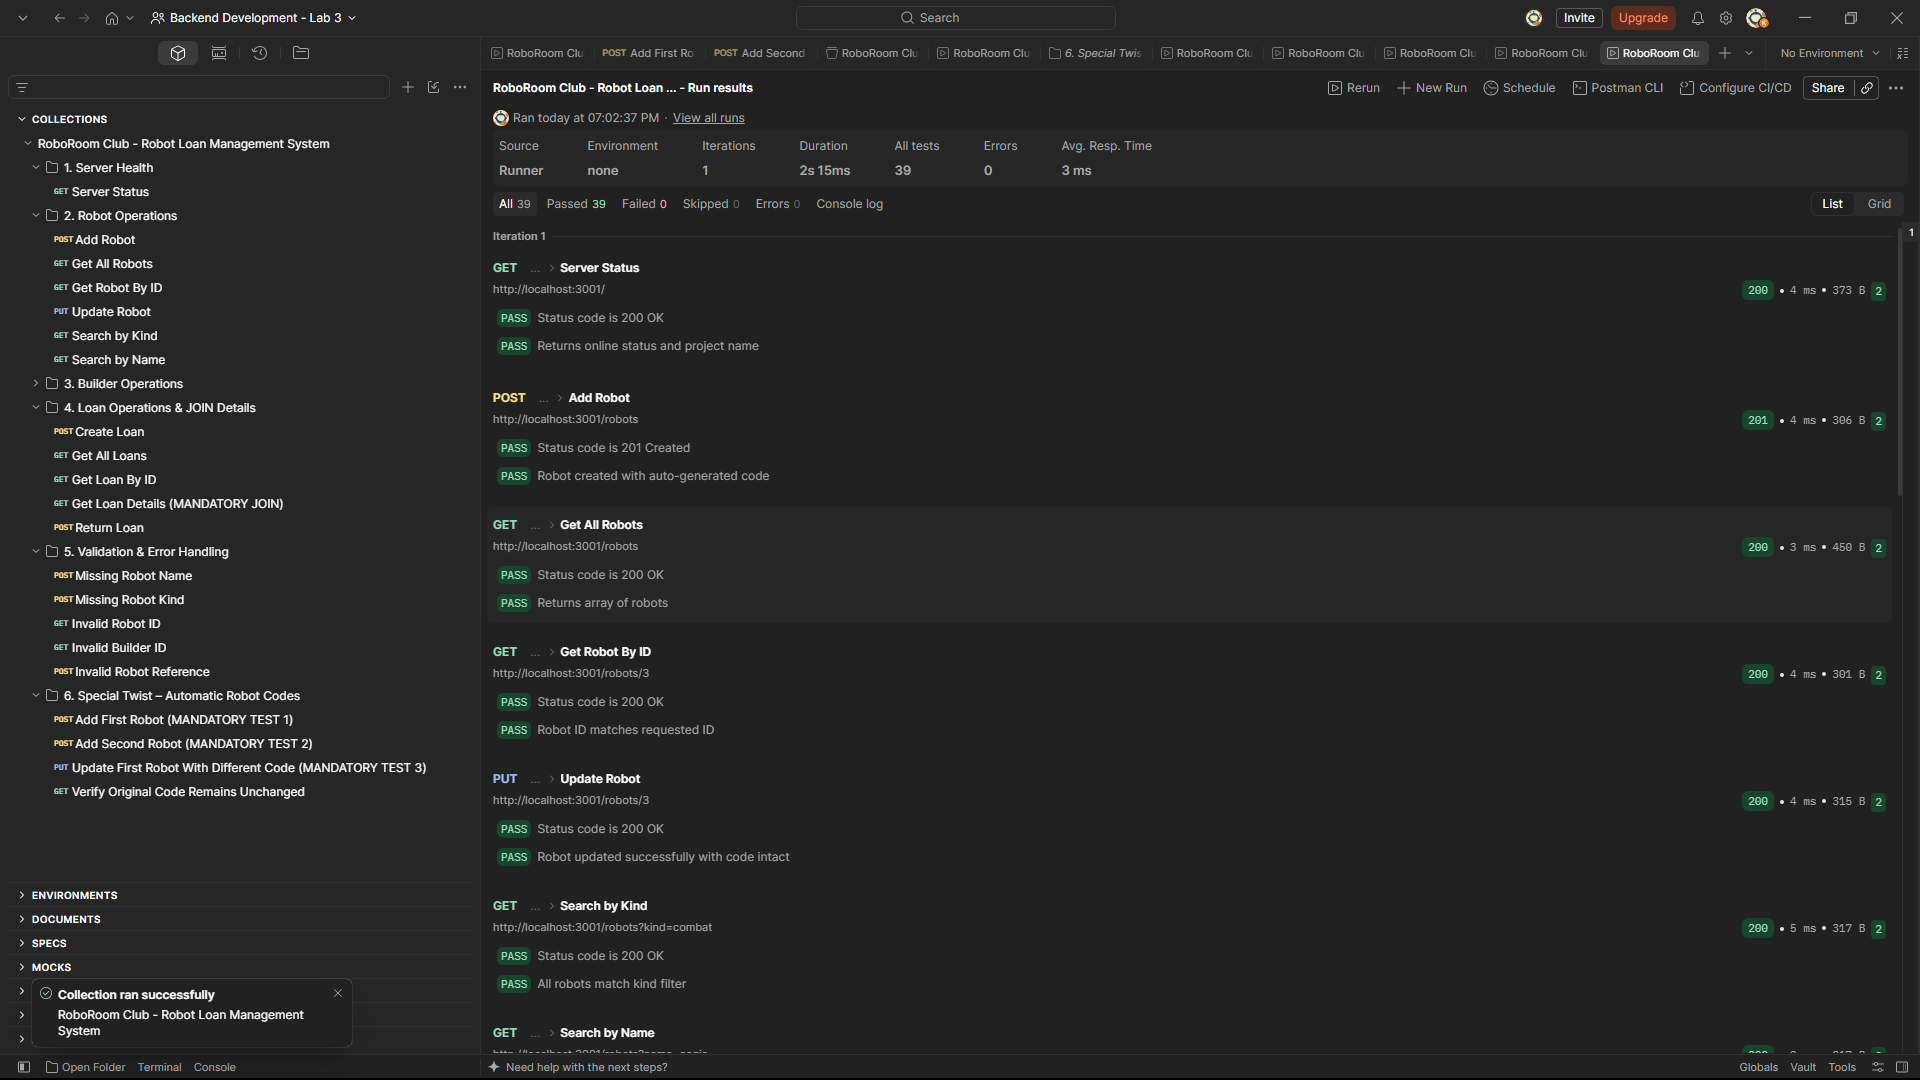 Backend Development - Lab 3
Search
Invite
Upgrade
RoboRoom Clu
POST Add First Ro
POST Add Second
RoboRoom Clu
RoboRoom Clu
6. Special Twis
RoboRoom Clu
RoboRoom Clu
RoboRoom Clu
RoboRoom Clu
RoboRoom Clu
No Environment
COLLECTIONS
RoboRoom Club - Robot Loan Management System
1. Server Health
GET Server Status
2. Robot Operations
POST Add Robot
GET Get All Robots
GET Get Robot By ID
PUT Update Robot
GET Search by Kind
GET Search by Name
3. Builder Operations
4. Loan Operations & JOIN Details
POST Create Loan
GET Get All Loans
GET Get Loan By ID
GET Get Loan Details (MANDATORY JOIN)
POST Return Loan
5. Validation & Error Handling
POST Missing Robot Name
POST Missing Robot Kind
GET Invalid Robot ID
GET Invalid Builder ID
POST Invalid Robot Reference
6. Special Twist – Automatic Robot Codes
POST Add First Robot (MANDATORY TEST 1)
POST Add Second Robot (MANDATORY TEST 2)
PUT Update First Robot With Different Code (MANDATORY TEST 3)
GET Verify Original Code Remains Unchanged
ENVIRONMENTS
DOCUMENTS
SPECS
MOCKS
Collection ran successfully
RoboRoom Club - Robot Loan Management
System
RoboRoom Club - Robot Loan ... - Run results
Rerun
New Run
Schedule
Postman CLI
Configure CI/CD
Share
Ran today at 07:02:37 PM · View all runs
Source Environment Iterations Duration All tests Errors Avg. Resp. Time
Runner none 1 2s 15ms 39 0 3 ms
All 39 Passed 39 Failed 0 Skipped 0 Errors 0 Console log
List Grid
Iteration 1
1
GET ... > Server Status
http://localhost:3001/
200 • 4 ms • 373 B 2
PASS Status code is 200 OK
PASS Returns online status and project name
POST ... > Add Robot
http://localhost:3001/robots
201 • 4 ms • 306 B 2
PASS Status code is 201 Created
PASS Robot created with auto-generated code
GET ... > Get All Robots
http://localhost:3001/robots
200 • 3 ms • 450 B 2
PASS Status code is 200 OK
PASS Returns array of robots
GET ... > Get Robot By ID
http://localhost:3001/robots/3
200 • 4 ms • 301 B 2
PASS Status code is 200 OK
PASS Robot ID matches requested ID
PUT ... > Update Robot
http://localhost:3001/robots/3
200 • 4 ms • 315 B 2
PASS Status code is 200 OK
PASS Robot updated successfully with code intact
GET ... > Search by Kind
http://localhost:3001/robots?kind=combat
200 • 5 ms • 317 B 2
PASS Status code is 200 OK
PASS All robots match kind filter
GET ... > Search by Name
Open Folder
Terminal
Console
Need help with the next steps?
Globals
Vault
Tools